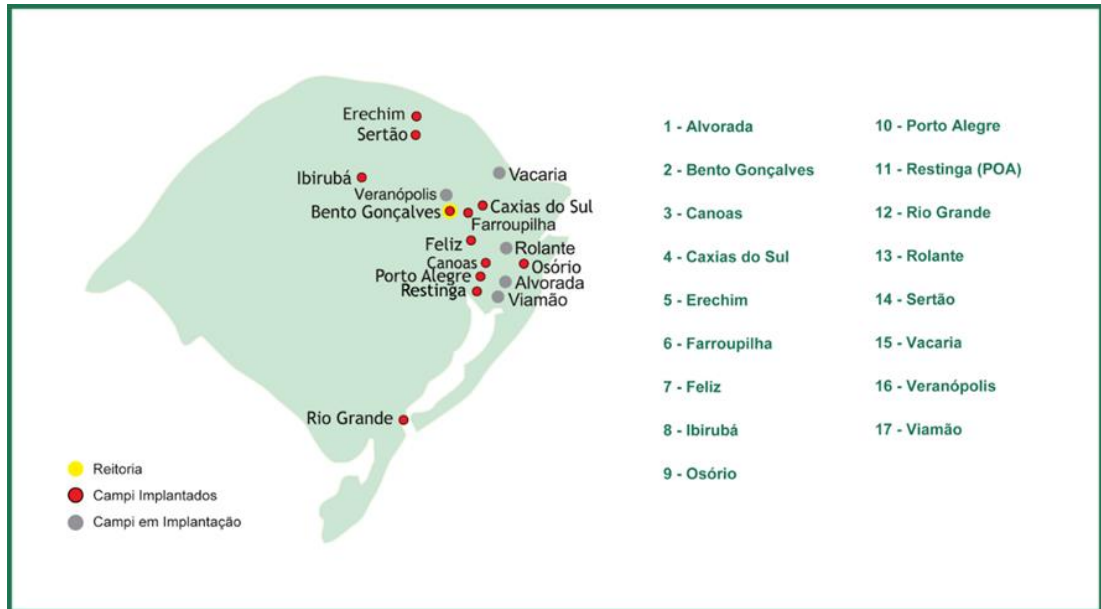 Erechim
Sertão
Ibirubá
Vacaria
Veranópolis
Bento Gonçalves
Caxias do Sul
Farroupilha
Feliz
Rolante
Canoas
Osório
Porto Alegre
Alvorada
Restinga
Viamão
Rio Grande
Reitoria
Campi Implantados
Campi em Implantação
1 - Alvorada
2 - Bento Gonçalves
3 - Canoas
4 - Caxias do Sul
5 - Erechim
6 - Farroupilha
7 - Feliz
8 - Ibirubá
9 - Osório
10 - Porto Alegre
11 - Restinga (POA)
12 - Rio Grande
13 - Rolante
14 - Sertão
15 - Vacaria
16 - Veranópolis
17 - Viamão